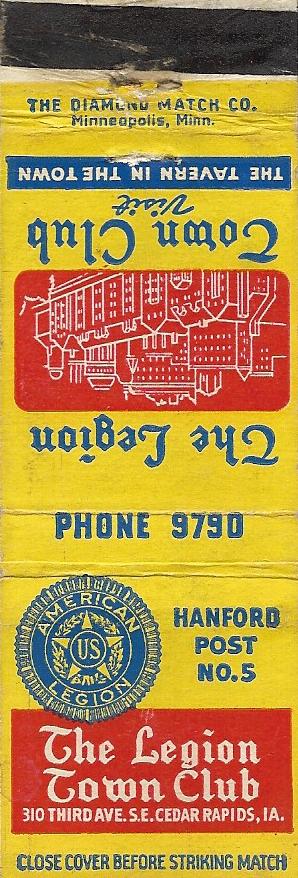 THE DIAMOND MATCH CO.
Minneapolis, Minn.
The Legion
Visit
Town Club
THE TAVERN IN THE TOWN
PHONE 9790
AMERICAN
US
LEGION
HANFORD
POST
NO.5
The Legion
Town Club
310 THIRD AVE. S.E. CEDAR RAPIDS, IA.
CLOSE COVER BEFORE STRIKING MATCH